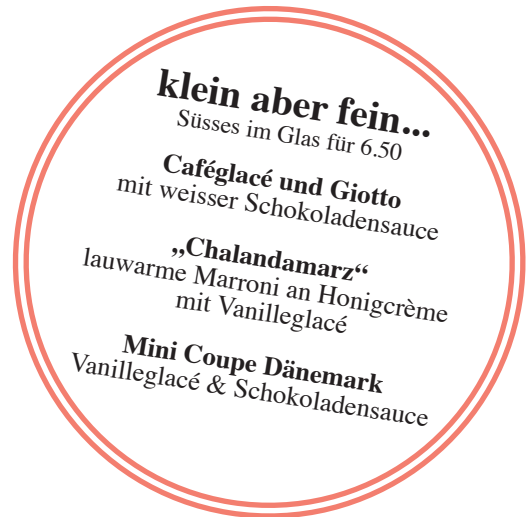 klein aber fein...
Süsses im Glas für 6.50
Caféglacé und Giotto
mit weisser Schokoladensauce
„Chalandamarz“
lauwarme Marroni an Honigcrème
mit Vanilleglacé
Mini Coupe Dänemark
Vanilleglacé & Schokoladensauce